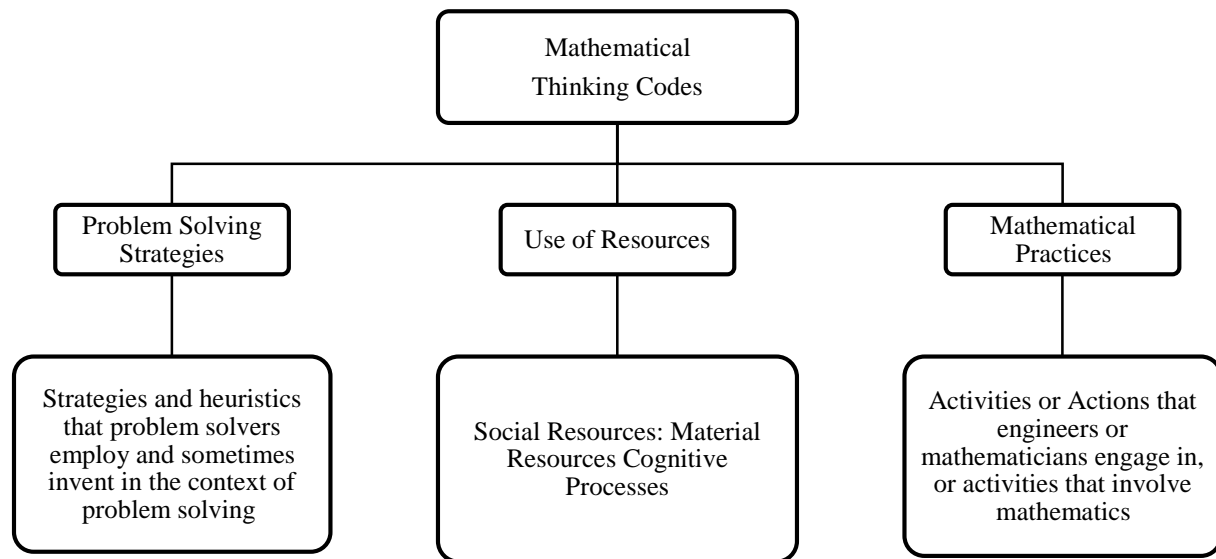 Mathematical
Thinking Codes
Problem Solving
Strategies
Use of Resources
Mathematical
Practices
Strategies and heuristics
that problem solvers
employ and sometimes
invent in the context of
problem solving
Social Resources: Material
Resources Cognitive
Processes
Activities or Actions that
engineers or
mathematicians engage in,
or activities that involve
mathematics